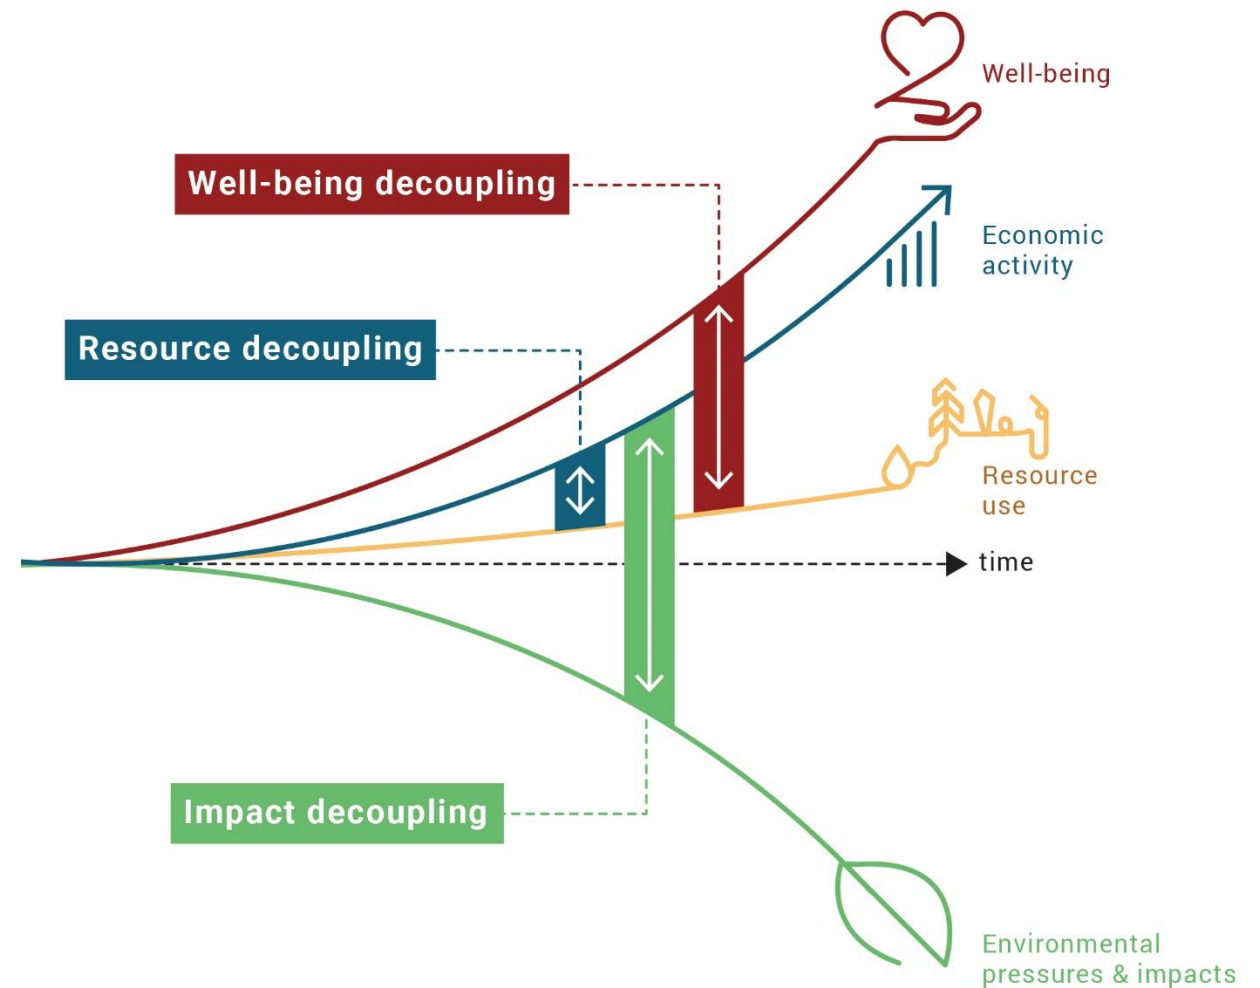 Well-being
Well-being decoupling
Economic
activity
Resource decoupling
Resource
use
time
Impact decoupling
Environmental
pressures & impacts